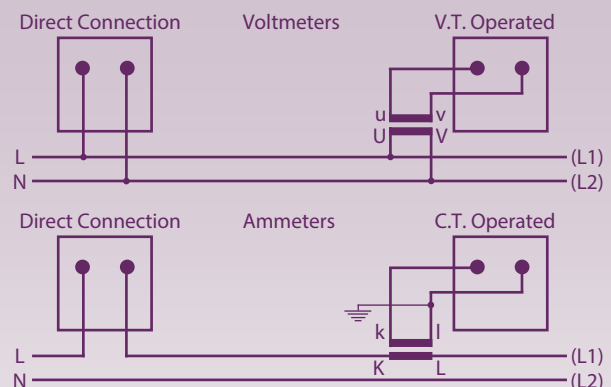 Direct Connection Voltmeters V.T. Operated
u v
U V
L (L1)
N (L2)
Direct Connection Ammeters C.T. Operated
k l
L (L1)
K L
N (L2)